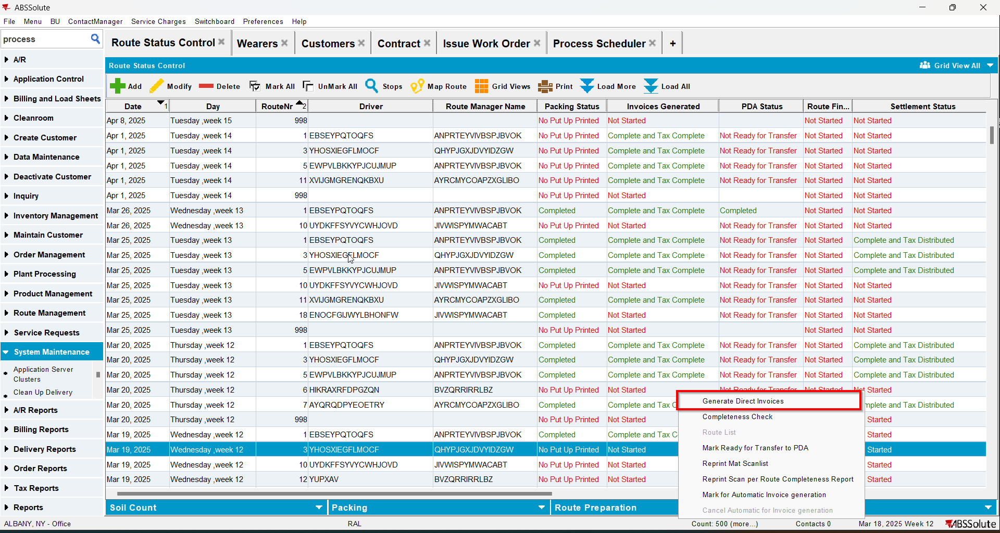 ABSSolute
File Menu BU ContactManager Service Charges Switchboard Preferences Help
process
Route Status Control Wearers Customers Contract Issue Work Order Process Scheduler +
Route Status Control Grid View All
Add Modify Delete Mark All UnMark All Stops Map Route Grid Views Print Load More Load All
A/R
Application Control
Billing and Load Sheets
Cleanroom
Create Customer
Data Maintenance
Deactivate Customer
Inquiry
Inventory Management
Maintain Customer
Order Management
Plant Processing
Product Management
Route Management
Service Requests
System Maintenance
Application Server
Clusters
Clean Up Delivery
A/R Reports
Billing Reports
Delivery Reports
Order Reports
Tax Reports
Reports
Date 1 Day RouteNr 2 Driver Route Manager Name Packing Status Invoices Generated PDA Status Route Fin... Settlement Status
Apr 8, 2025 Tuesday ,week 15 998 No Put Up Printed Not Started Not Started Not Started
Apr 1, 2025 Tuesday ,week 14 1 EBSEYPQTOQFS ANPRTEYVIVBSPJBVOK No Put Up Printed Complete and Tax Complete Not Ready for Transfer Not Started Not Started
Apr 1, 2025 Tuesday ,week 14 3 YHOSXIEGFLMOCF QHYPJGXJDVYIDZGW No Put Up Printed Complete and Tax Complete Not Ready for Transfer Not Started Not Started
Apr 1, 2025 Tuesday ,week 14 5 EWPVLBKKYPJCUJMUP ANPRTEYVIVBSPJBVOK No Put Up Printed Complete and Tax Complete Not Ready for Transfer Not Started Not Started
Apr 1, 2025 Tuesday ,week 14 11 XVIJGMGRENQKBXU AYRCMYCOAPZXGLIBO No Put Up Printed Complete and Tax Complete Not Ready for Transfer Not Started Not Started
Apr 1, 2025 Tuesday ,week 14 998 No Put Up Printed Not Started Not Started Not Started
Mar 26, 2025 Wednesday ,week 13 1 EBSEYPQTOQFS ANPRTEYVIVBSPJBVOK Completed Complete and Tax Complete Completed Not Started Not Started
Mar 26, 2025 Wednesday ,week 13 10 UYDKFFSYVYCWHJOVD JIVWISPYMWACABT No Put Up Printed Not Started Not Ready for Transfer Not Started Not Started
Mar 25, 2025 Tuesday ,week 13 1 EBSEYPQTOQFS ANPRTEYVIVBSPJBVOK Completed Complete and Tax Complete Not Ready for Transfer Not Started Complete and Tax Distributed
Mar 25, 2025 Tuesday ,week 13 3 YHOSXIEGFLMOCF QHYPJGXJDVYIDZGW Completed Complete and Tax Complete Not Ready for Transfer Not Started Complete and Tax Distributed
Mar 25, 2025 Tuesday ,week 13 5 EWPVLBKKYPJCUJMUP ANPRTEYVIVBSPJBVOK Completed Complete and Tax Complete Not Ready for Transfer Not Started Complete and Tax Distributed
Mar 25, 2025 Tuesday ,week 13 10 UYDKFFSYVYCWHJOVD JIVWISPYMWACABT No Put Up Printed Not Started Not Ready for Transfer Not Started Not Started
Mar 25, 2025 Tuesday ,week 13 11 XVIJGMGRENQKBXU AYRCMYCOAPZXGLIBO Completed Complete and Tax Complete Not Ready for Transfer Not Started Not Started
Mar 25, 2025 Tuesday ,week 13 18 ENOCFGIJWYLBHONFW JIVWISPYMWACABT Completed Not Started Not Ready for Transfer Not Started Not Started
Mar 25, 2025 Tuesday ,week 13 998 No Put Up Printed Not Started Not Started Not Started
Mar 20, 2025 Thursday ,week 12 1 EBSEYPQTOQFS ANPRTEYVIVBSPJBVOK Completed Complete and Tax Complete Not Ready for Transfer Not Started Complete and Tax Distributed
Mar 20, 2025 Thursday ,week 12 3 YHOSXIEGFLMOCF QHYPJGXJDVYIDZGW Completed Complete and Tax Complete Not Ready for Transfer Not Started Complete and Tax Distributed
Mar 20, 2025 Thursday ,week 12 5 EWPVLBKKYPJCUJMUP ANPRTEYVIVBSPJBVOK Completed Complete and Tax Complete Not Ready for Transfer Not Started Complete and Tax Distributed
Mar 20, 2025 Thursday ,week 12 6 HIKRAXRFDPGZQN BVZQRRIRRLBZ No Put Up Printed Not Started Not Ready for Transfer Not Started Not Started
Mar 20, 2025 Thursday ,week 12 7 AYQRQDPYEOETRY AYRCMYCOAPZXGLIBO Completed Complete and Tax C mplete and Tax Distributed
Mar 20, 2025 Thursday ,week 12 998 No Put Up Printed Not Started Started
Mar 19, 2025 Wednesday ,week 12 1 EBSEYPQTOQFS ANPRTEYVIVBSPJBVOK Completed Complete and Tax C Started
Mar 19, 2025 Wednesday ,week 12 3 YHOSXIEGFLMOCF QHYPJGXJDVYIDZGW No Put Up Printed Not Started Started
Mar 19, 2025 Wednesday ,week 12 10 UYDKFFSYVYCWHJOVD JIVWISPYMWACABT No Put Up Printed Not Started Started
Mar 19, 2025 Wednesday ,week 12 12 YUPXAV BVZQRRIRRLBZ No Put Up Printed Not Started Started
Generate Direct Invoices
Completeness Check
Route List
Mark Ready for Transfer to PDA
Reprint Mat Scanlist
Reprint Scan per Route Completeness Report
Mark for Automatic Invoice generation
Cancel Automatic for Invoice generation
Soil Count Packing Route Preparation
ALBANY, NY - Office RAL Count: 500 (more...) Contacts 0 Mar 18, 2025 Week 12 ABSSolute